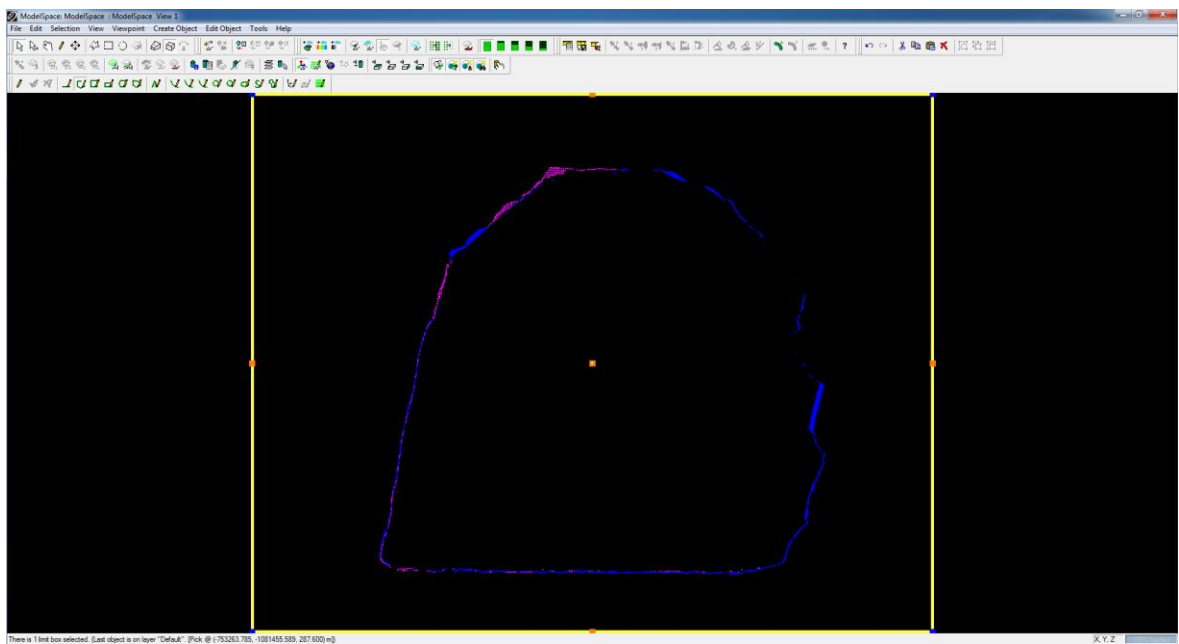 ModelSpace: ModelSpace : ModelSpace View 1
File Edit Selection View Viewpoint Create Object Edit Object Tools Help
There is 1 limit box selected. (Last object is on layer "Default". [Pick @ (-753263.785, -1081455.589, 287.600) m])
X, Y, Z